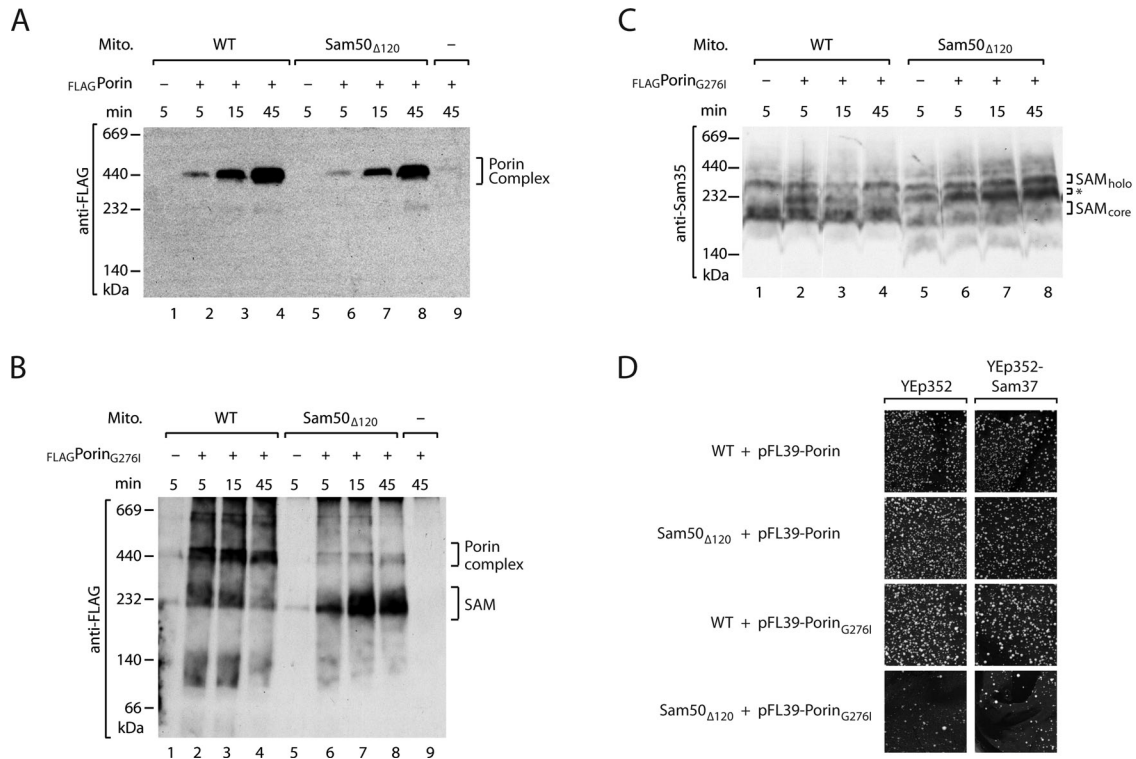 A
Mito. WT Sam50Δ120 –
FLAGPorin – + + + – + + + +
min 5 5 15 45 5 5 15 45 45
anti-FLAG
669
440
232
140
kDa
Porin
Complex
1 2 3 4 5 6 7 8 9
B
Mito. WT Sam50Δ120 –
FLAGPorinG276I – + + + – + + + +
min 5 5 15 45 5 5 15 45 45
anti-FLAG
669
440
232
140
66
kDa
Porin
complex
SAM
1 2 3 4 5 6 7 8 9
C
Mito. WT Sam50Δ120
FLAGPorinG276I – + + + – + + +
min 5 5 15 45 5 5 15 45
anti-Sam35
669
440
232
140
kDa
SAMholo
*
SAMcore
1 2 3 4 5 6 7 8
D
YEp352 YEp352-
Sam37
WT + pFL39-Porin
Sam50Δ120 + pFL39-Porin
WT + pFL39-PorinG276I
Sam50Δ120 + pFL39-PorinG276I